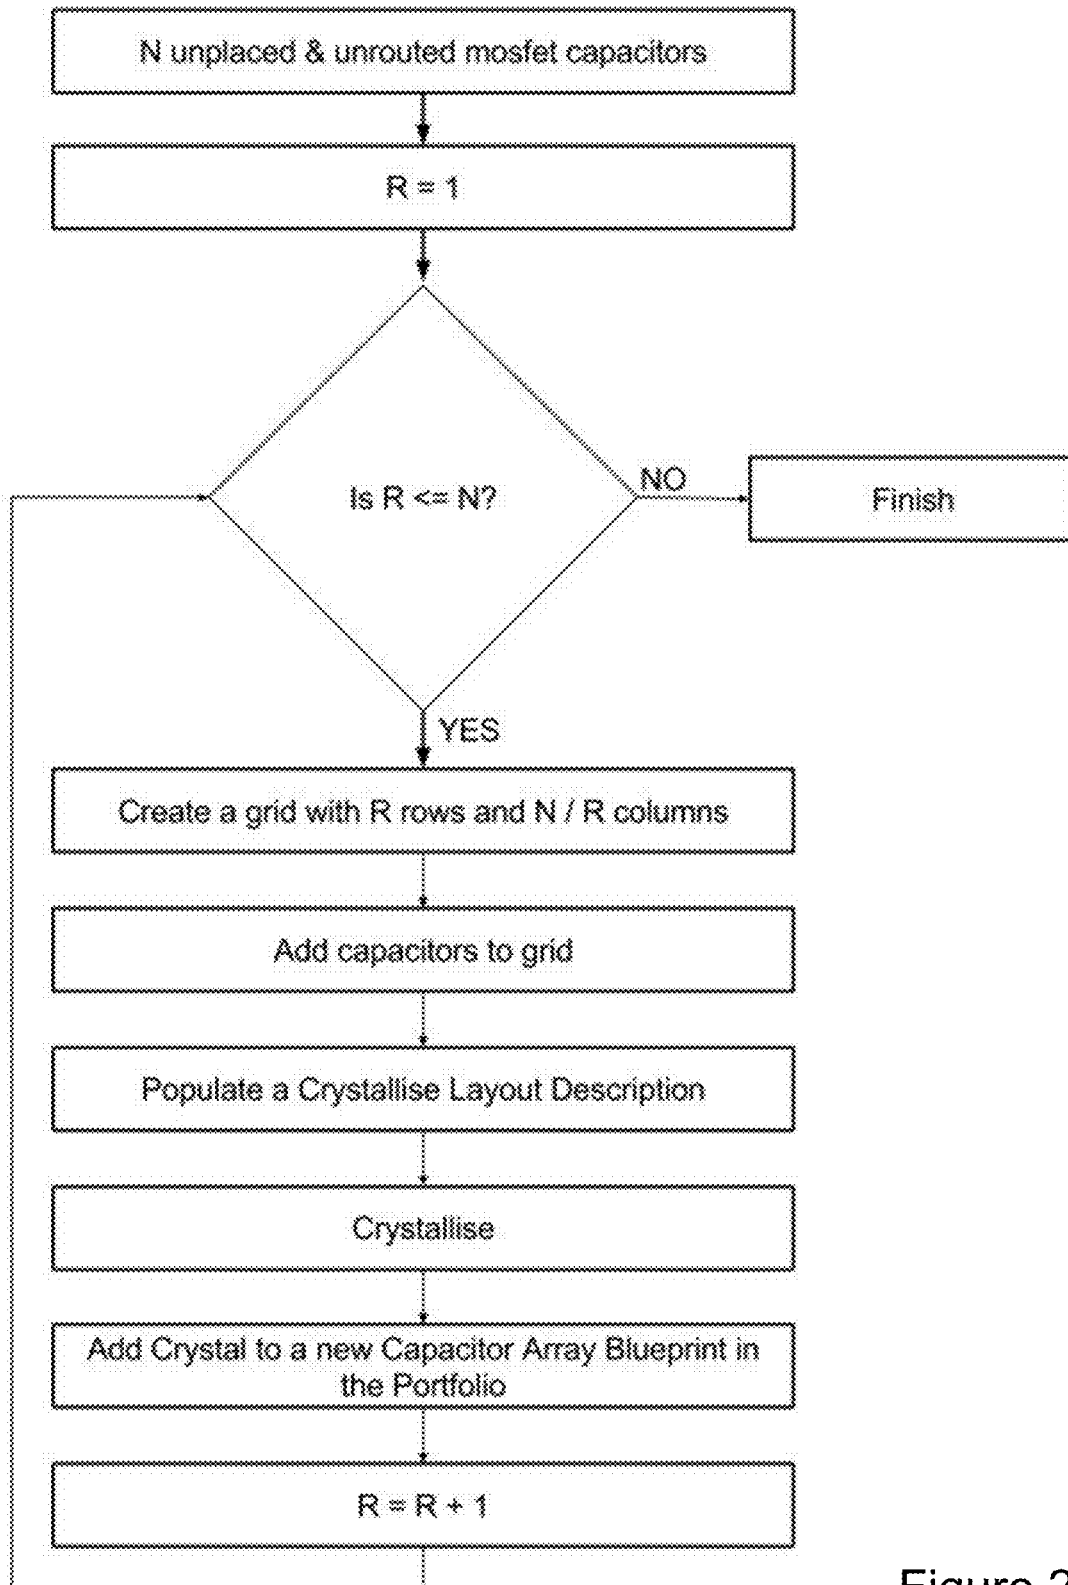 N unplaced & unrouted mosfet capacitors
R = 1
Is R <= N?
NO
Finish
YES
Create a grid with R rows and N / R columns
Add capacitors to grid
Populate a Crystallise Layout Description
Crystallise
Add Crystal to a new Capacitor Array Blueprint in
the Portfolio
R = R + 1
Figure